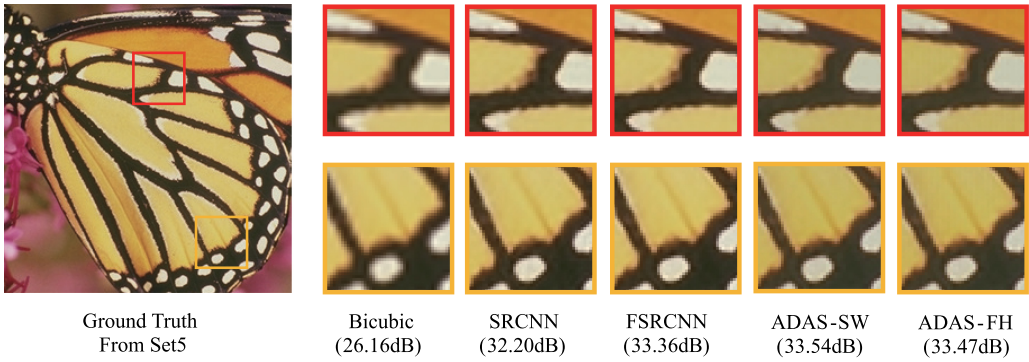 Ground Truth
From Set5
Bicubic
(26.16dB)
SRCNN
(32.20dB)
FSRCNN
(33.36dB)
ADAS-SW
(33.54dB)
ADAS-FH
(33.47dB)